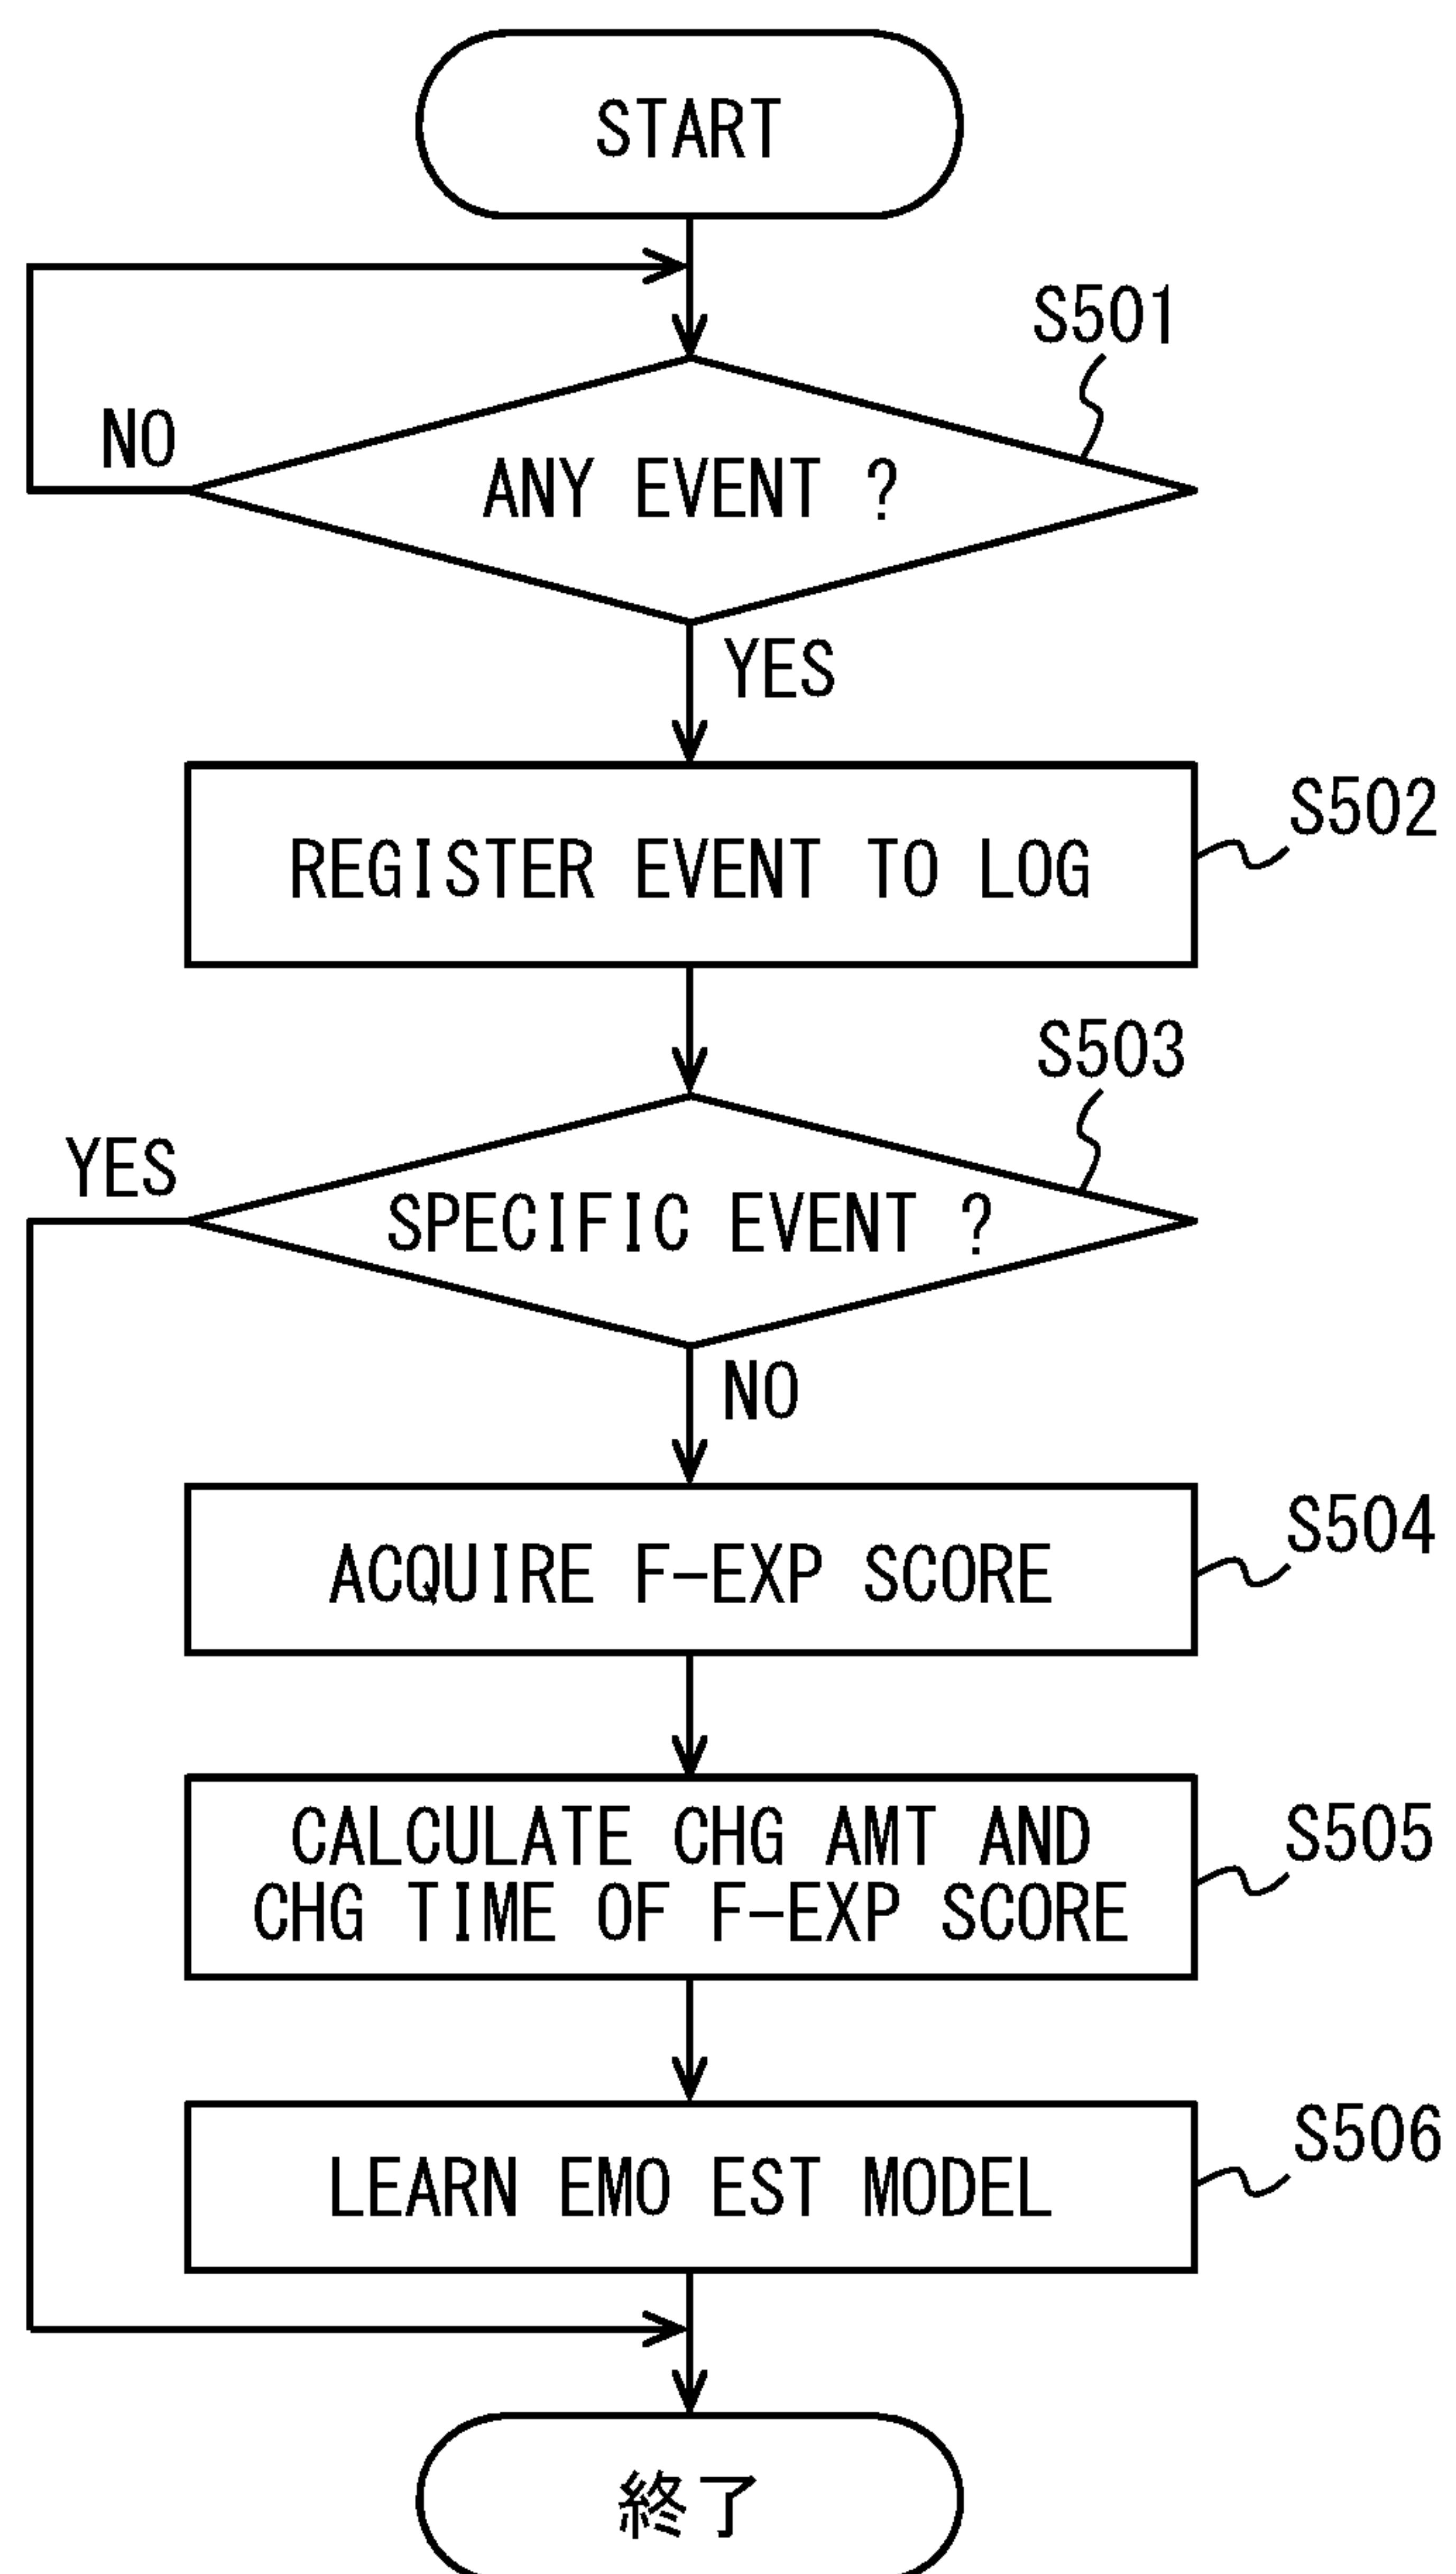 START
S501
NO
ANY EVENT ?
YES
S502
REGISTER EVENT TO LOG
S503
YES
SPECIFIC EVENT ?
NO
S504
ACQUIRE F-EXP SCORE
S505
CALCULATE CHG AMT AND
CHG TIME OF F-EXP SCORE
S506
LEARN EMO EST MODEL
終了